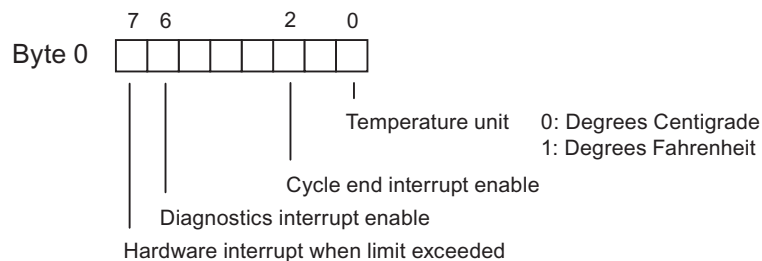 7 6 2 0
Byte 0
Temperature unit 0: Degrees Centigrade
1: Degrees Fahrenheit
Cycle end interrupt enable
Diagnostics interrupt enable
Hardware interrupt when limit exceeded